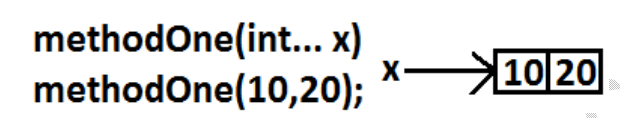 methodOne(int... x)
methodOne(10,20);
x
10 20